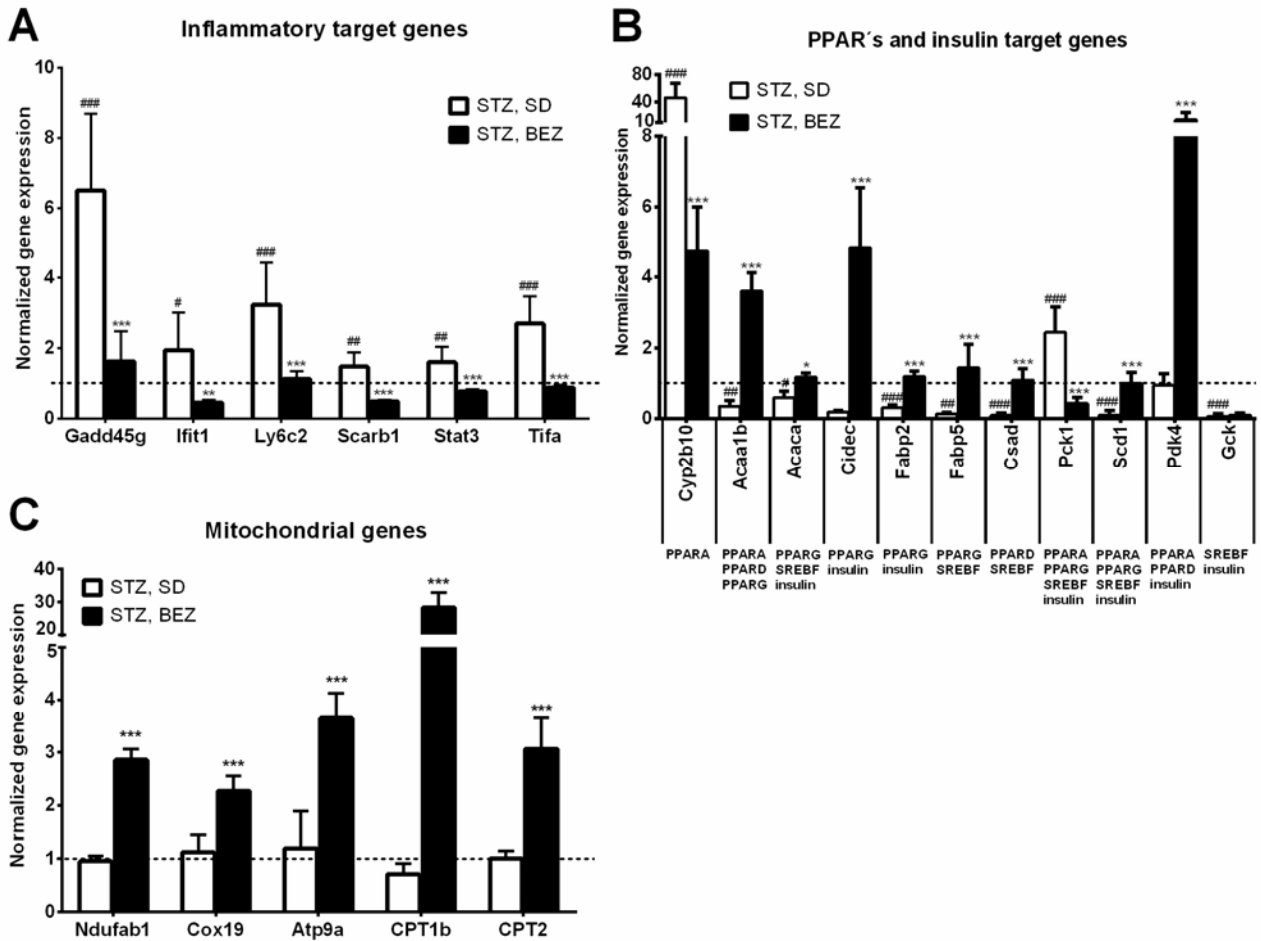 A
Inflammatory target genes
Normalized gene expression
10
8
6
4
2
0
STZ, SD
STZ, BEZ
###
***
#
**
###
***
##
***
##
***
###
***
Gadd45g Ifit1 Ly6c2 Scarb1 Stat3 Tifa
B
PPAR´s and insulin target genes
Normalized gene expression
80
40
10
8
6
4
2
0
STZ, SD
STZ, BEZ
###
***
##
***
#
*
***
###
***
##
***
###
***
###
***
###
***
***
###
Cyp2b10 Acaa1b Acaca Cidec Fabp2 Fabp5 Csad Pck1 Scd1 Pdk4 Gck
PPARA PPARA PPARG PPARG PPARG PPARG PPARD PPARA PPARA PPARA SREBF
PPARD SREBF insulin insulin SREBF SREBF PPARG PPARG PPARD insulin
PPARG insulin SREBF SREBF insulin
insulin insulin
C
Mitochondrial genes
Normalized gene expression
40
30
20
5
4
3
2
1
0
STZ, SD
STZ, BEZ
***
***
***
***
***
Ndufab1 Cox19 Atp9a CPT1b CPT2